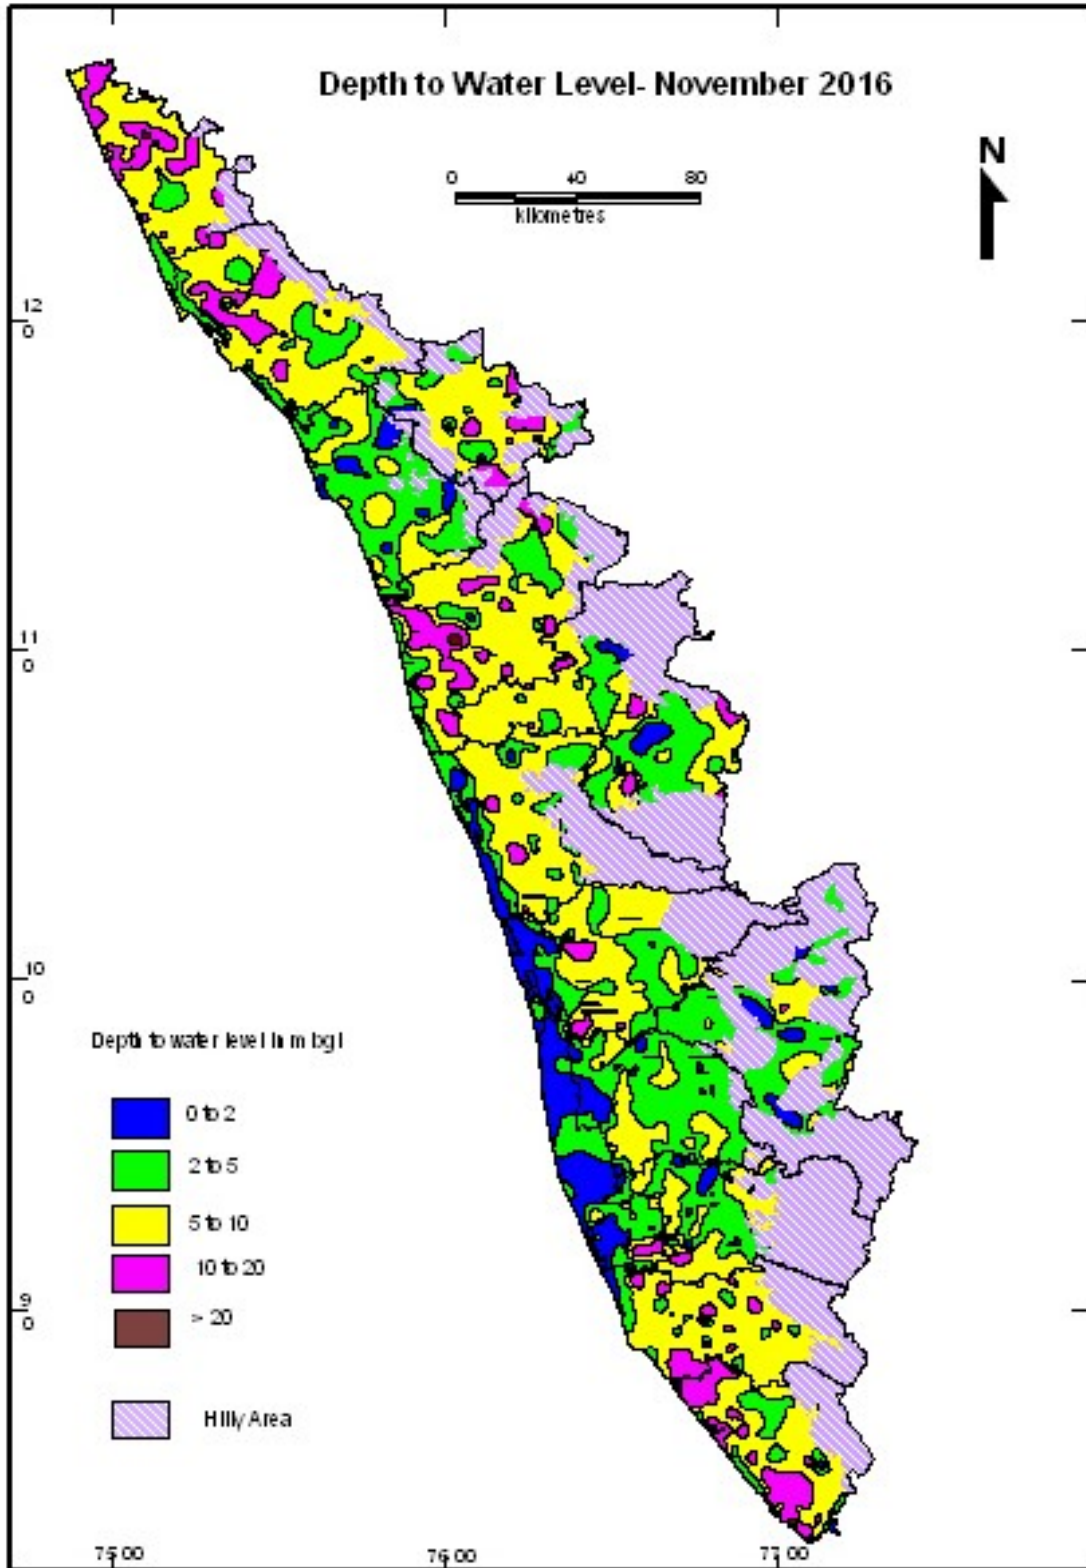 Depth to Water Level- November 2016
N
0 40 80
kilometres
12
0
11
0
10
0
Depth to water level in m bgl
0 to 2
2 to 5
5 to 10
10 to 20
> 20
9
0
Hilly Area
75 00 76 00 77 00